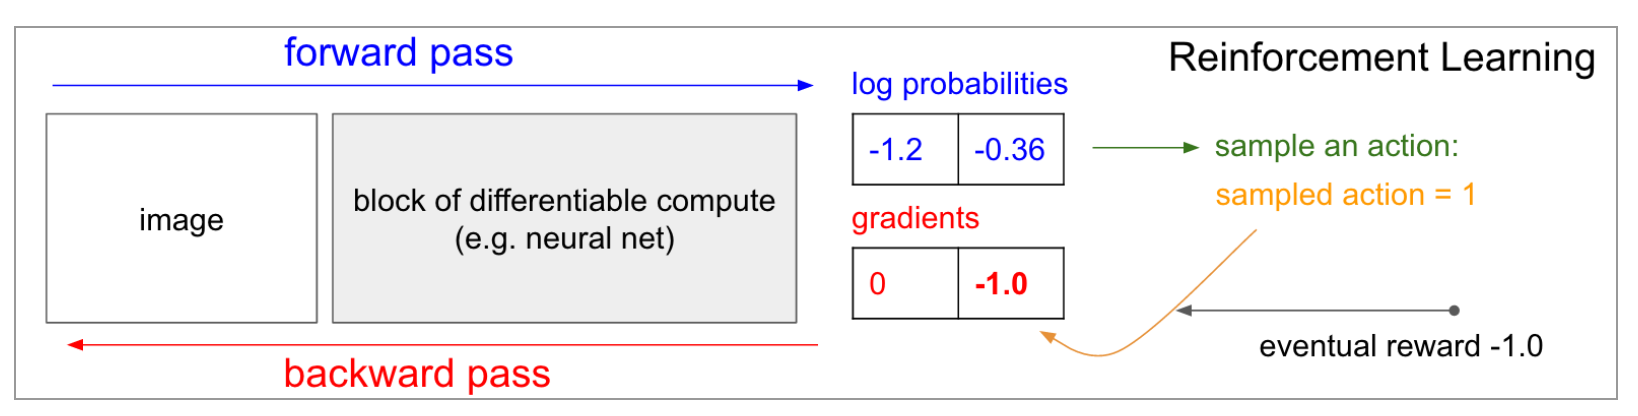 forward pass
Reinforcement Learning
log probabilities
-1.2 -0.36
sample an action:
sampled action = 1
image
block of differentiable compute
(e.g. neural net)
gradients
0 -1.0
eventual reward -1.0
backward pass